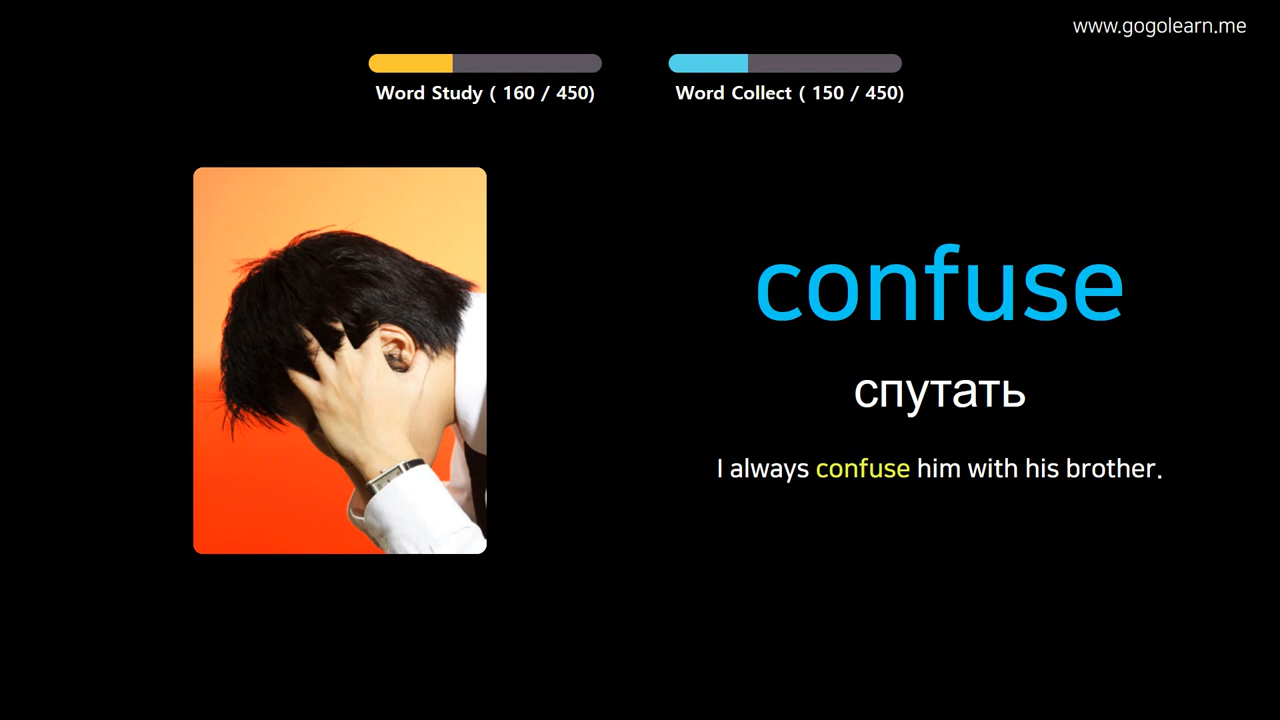 www.gogolearn.me
Word Study ( 160 / 450)
Word Collect ( 150 / 450)
confuse
спутать
I always confuse him with his brother.